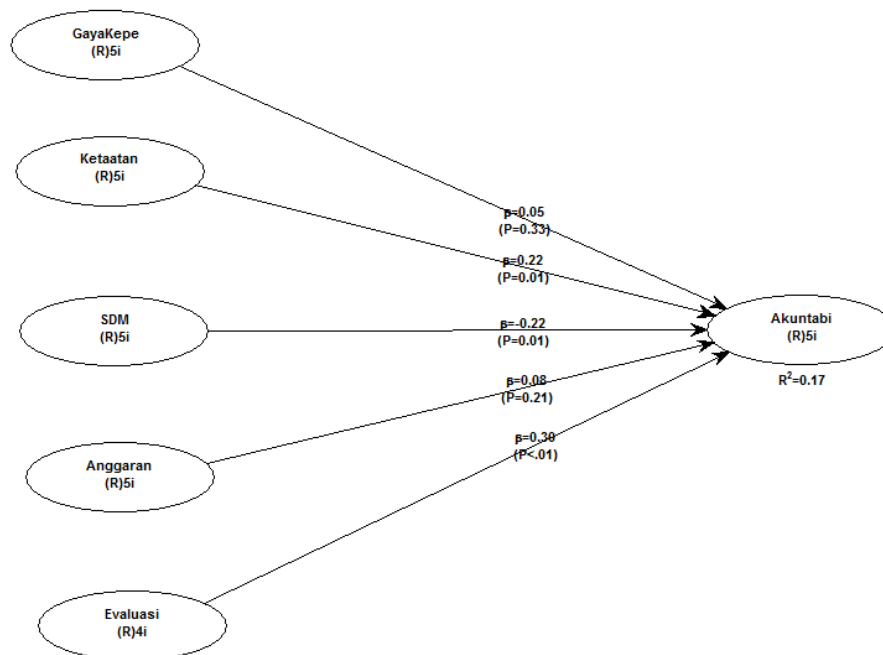 GayaKepe
(R)5i
Ketaatan
(R)5i
β=0.05
(P=0.33)
β=0.22
(P=0.01)
SDM
(R)5i
β=-0.22
(P=0.01)
Akuntabi
(R)5i
R²=0.17
β=0.08
(P=0.21)
Anggaran
(R)5i
β=0.30
(P<.01)
Evaluasi
(R)4i